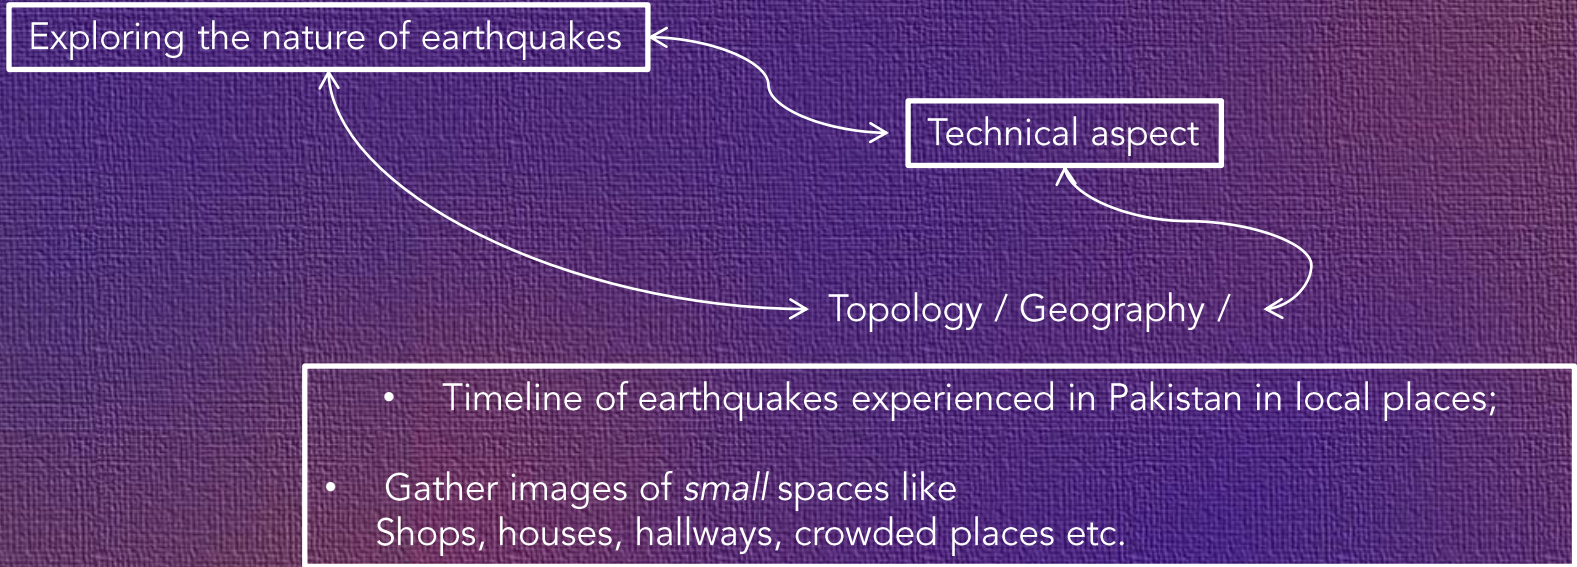 Exploring the nature of earthquakes
Technical aspect
Topology / Geography /
• Timeline of earthquakes experienced in Pakistan in local places;
• Gather images of small spaces like
Shops, houses, hallways, crowded places etc.